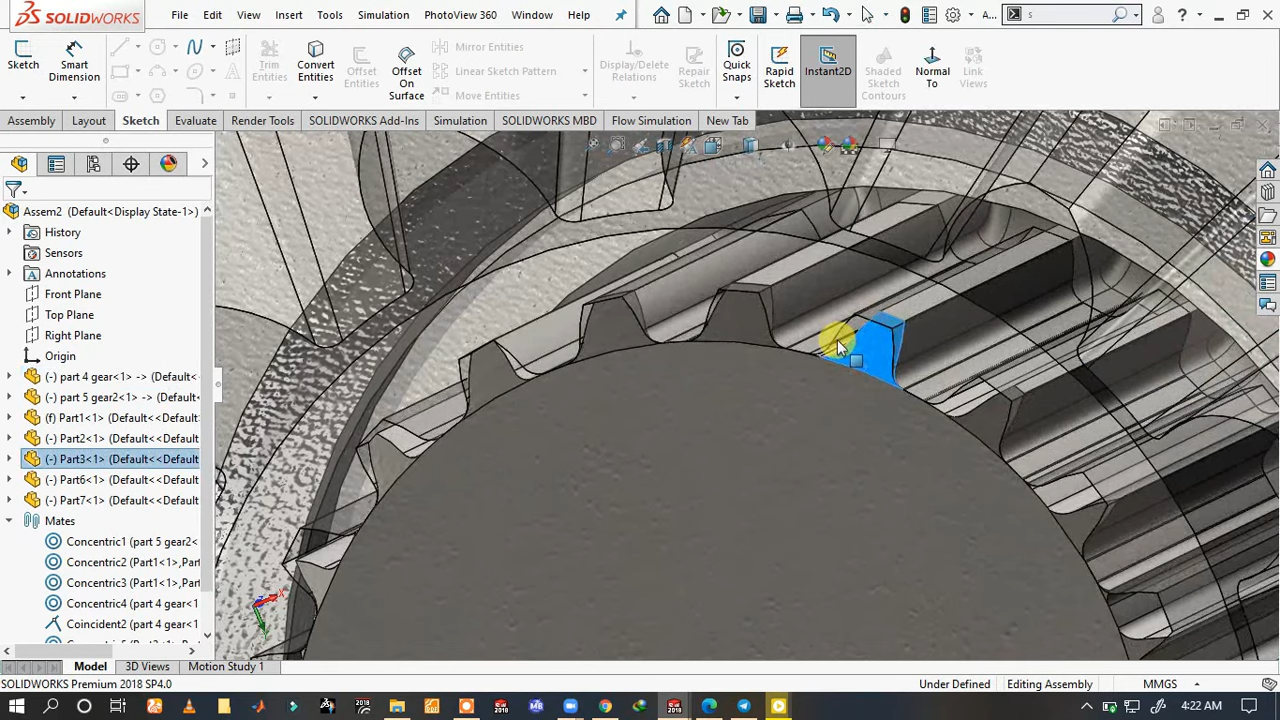 SOLIDWORKS File Edit View Insert Tools Simulation PhotoView 360 Window Help A... s
Sketch Smart Dimension Trim Entities Convert Entities Offset Entities Offset On Surface Mirror Entities Linear Sketch Pattern Move Entities Display/Delete Relations Repair Sketch Quick Snaps Rapid Sketch Instant2D Shaded Sketch Contours Normal To Link Views
Assembly Layout Sketch Evaluate Render Tools SOLIDWORKS Add-Ins Simulation SOLIDWORKS MBD Flow Simulation New Tab
Assem2 (Default<Display State-1>)
History
Sensors
Annotations
Front Plane
Top Plane
Right Plane
Origin
(-) part 4 gear<1> ->
(-) part 5 gear2<1> ->
(f) Part1<1> (Default<<Default
(-) Part2<1> (Default<<Default
(-) Part3<1> (Default<<Default
(-) Part6<1> (Default<<Default
(-) Part7<1> (Default<<Default
Mates
Concentric1 (part 5 gear2<
Concentric2 (Part1<1>,Part
Concentric3 (Part1<1>,Part
Concentric4 (part 4 gear<1
Coincident2 (part 4 gear<1
X
Model 3D Views Motion Study 1
SOLIDWORKS Premium 2018 SP4.0 Under Defined Editing Assembly MMGS
4:22 AM